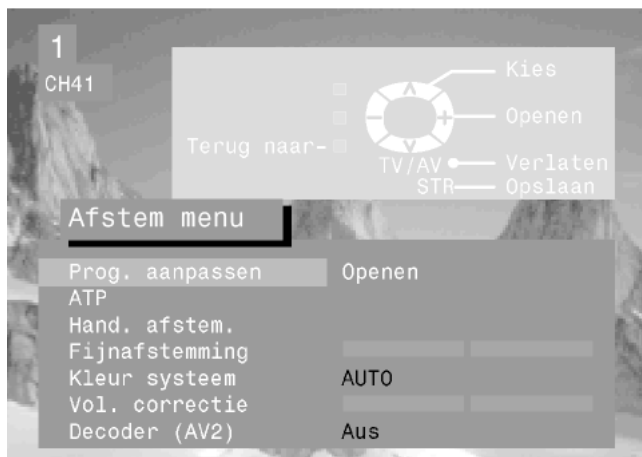 1
CH41
Kies
Openen
Terug naar-
TV/AV Verlaten
STR Opslaan
Afstem menu
Prog. aanpassen Openen
ATP
Hand. afstem.
Fijnafstemming
Kleur systeem AUTO
Vol. correctie
Decoder (AV2) Aus